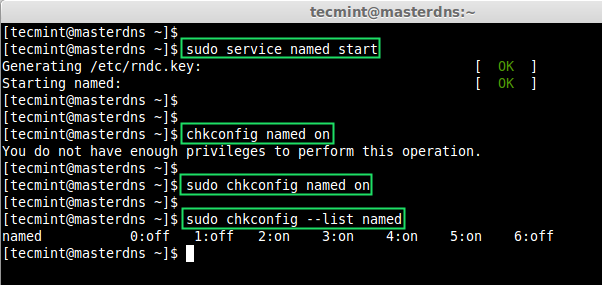 tecmint@masterdns:~
[tecmint@masterdns ~]$
[tecmint@masterdns ~]$ sudo service named start
Generating /etc/rndc.key: [ OK ]
Starting named: [ OK ]
[tecmint@masterdns ~]$
[tecmint@masterdns ~]$
[tecmint@masterdns ~]$ chkconfig named on
You do not have enough privileges to perform this operation.
[tecmint@masterdns ~]$
[tecmint@masterdns ~]$ sudo chkconfig named on
[tecmint@masterdns ~]$
[tecmint@masterdns ~]$ sudo chkconfig --list named
named 0:off 1:off 2:on 3:on 4:on 5:on 6:off
[tecmint@masterdns ~]$